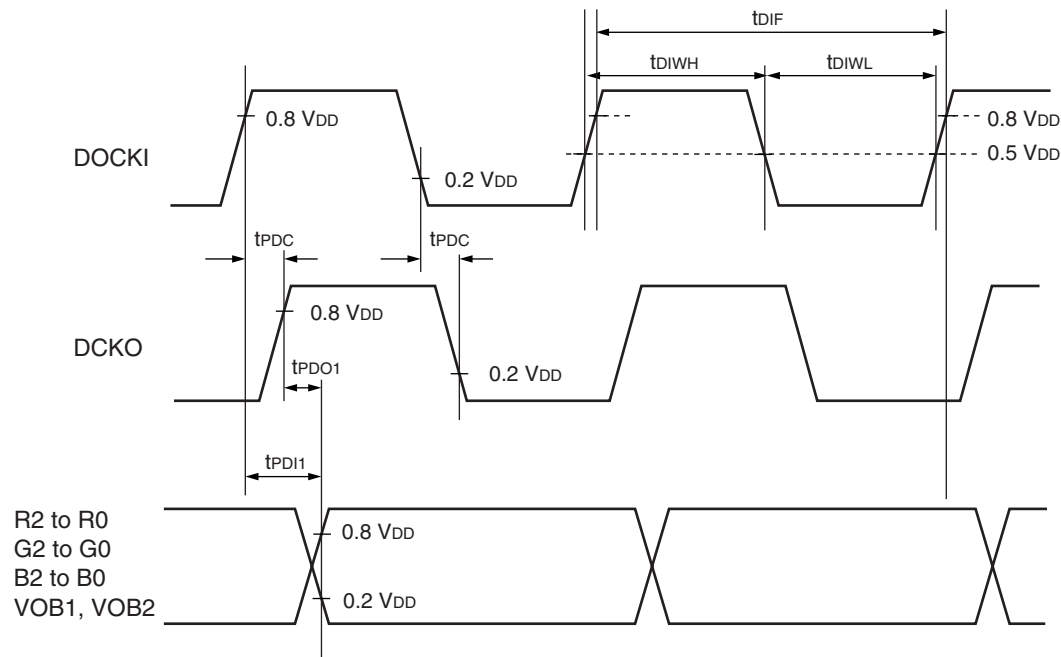 tDIF
tDIWH
tDIWL
0.8 VDD
0.8 VDD
DOCKI
0.5 VDD
0.2 VDD
tPDC
tPDC
0.8 VDD
DCKO
0.2 VDD
tPDO1
tPDI1
R2 to R0
0.8 VDD
G2 to G0
B2 to B0
VOB1, VOB2
0.2 VDD